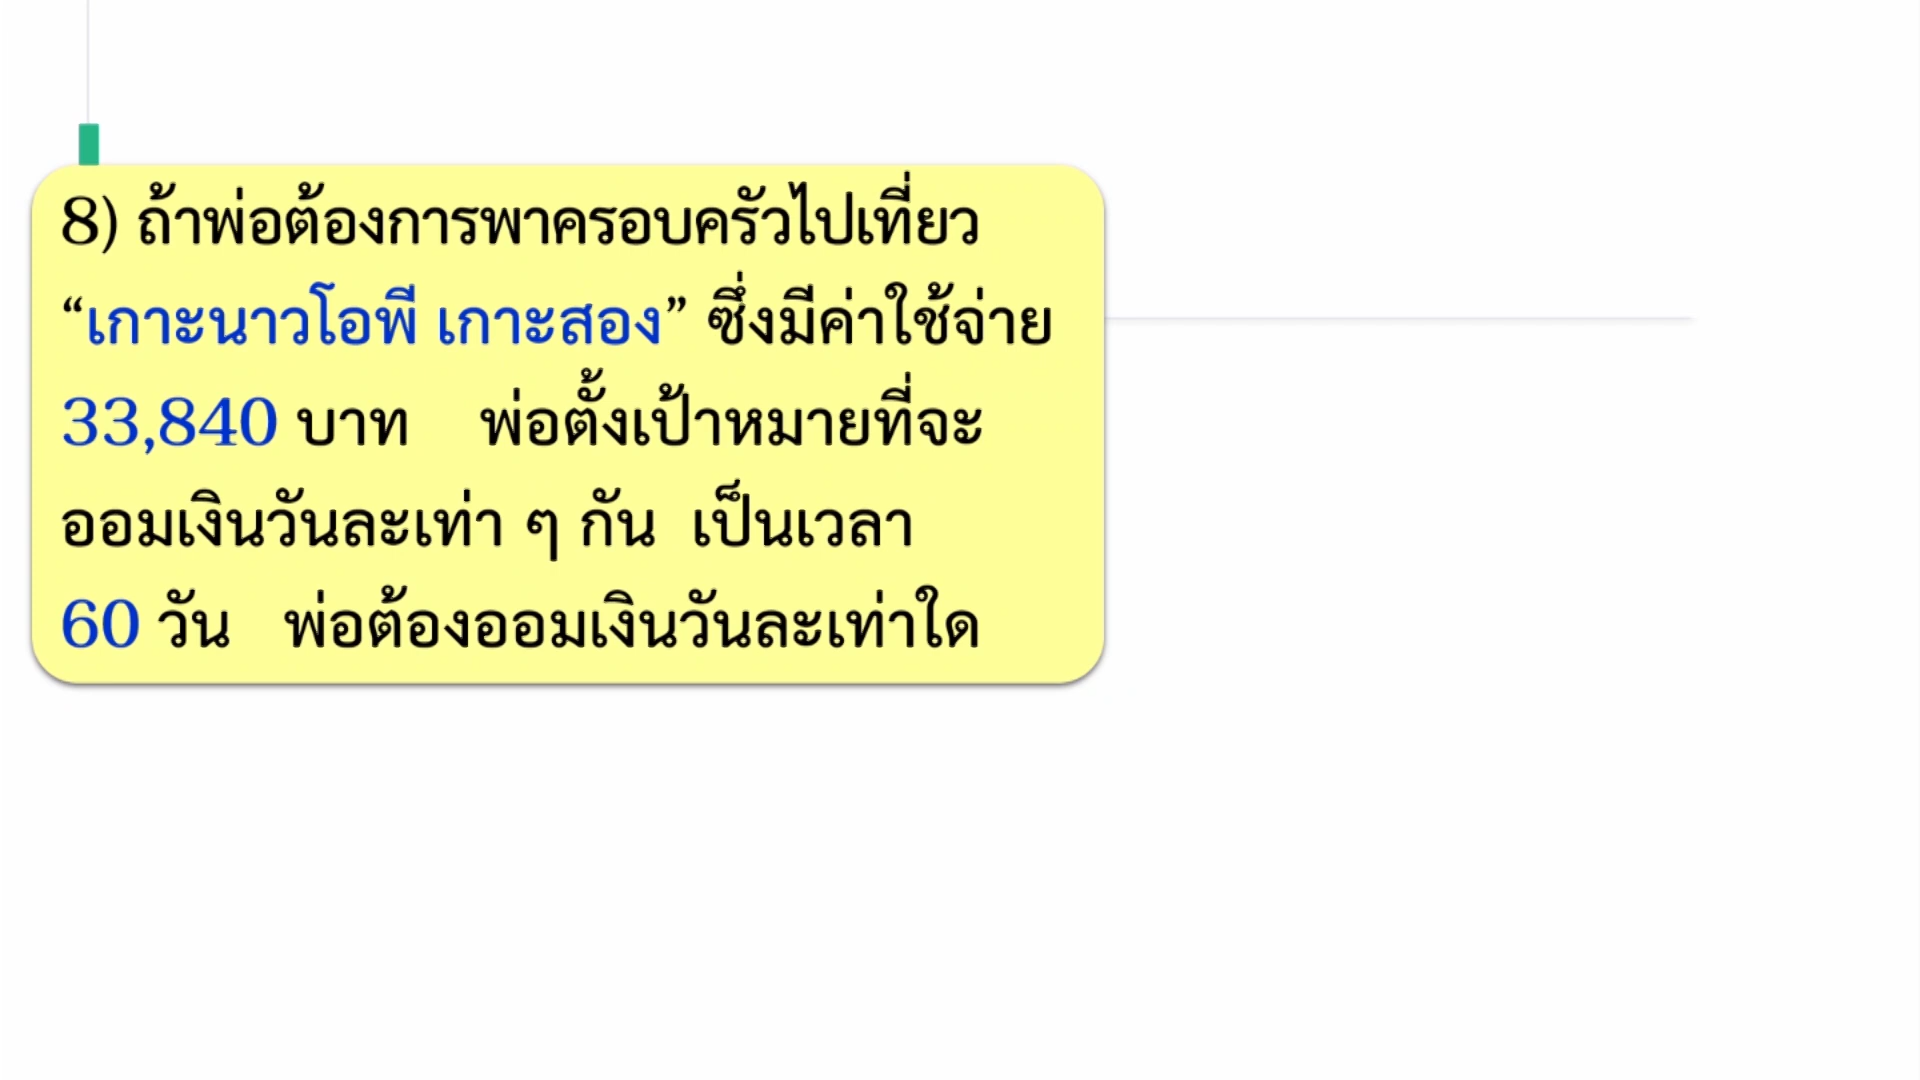 8) ถ้าพ่อต้องการพาครอบครัวไปเที่ยว
“เกาะนาวโอพี เกาะสอง” ซึ่งมีค่าใช้จ่าย
33,840 บาท พ่อตั้งเป้าหมายที่จะ
ออมเงินวันละเท่า ๆ กัน เป็นเวลา
60 วัน พ่อต้องออมเงินวันละเท่าใด